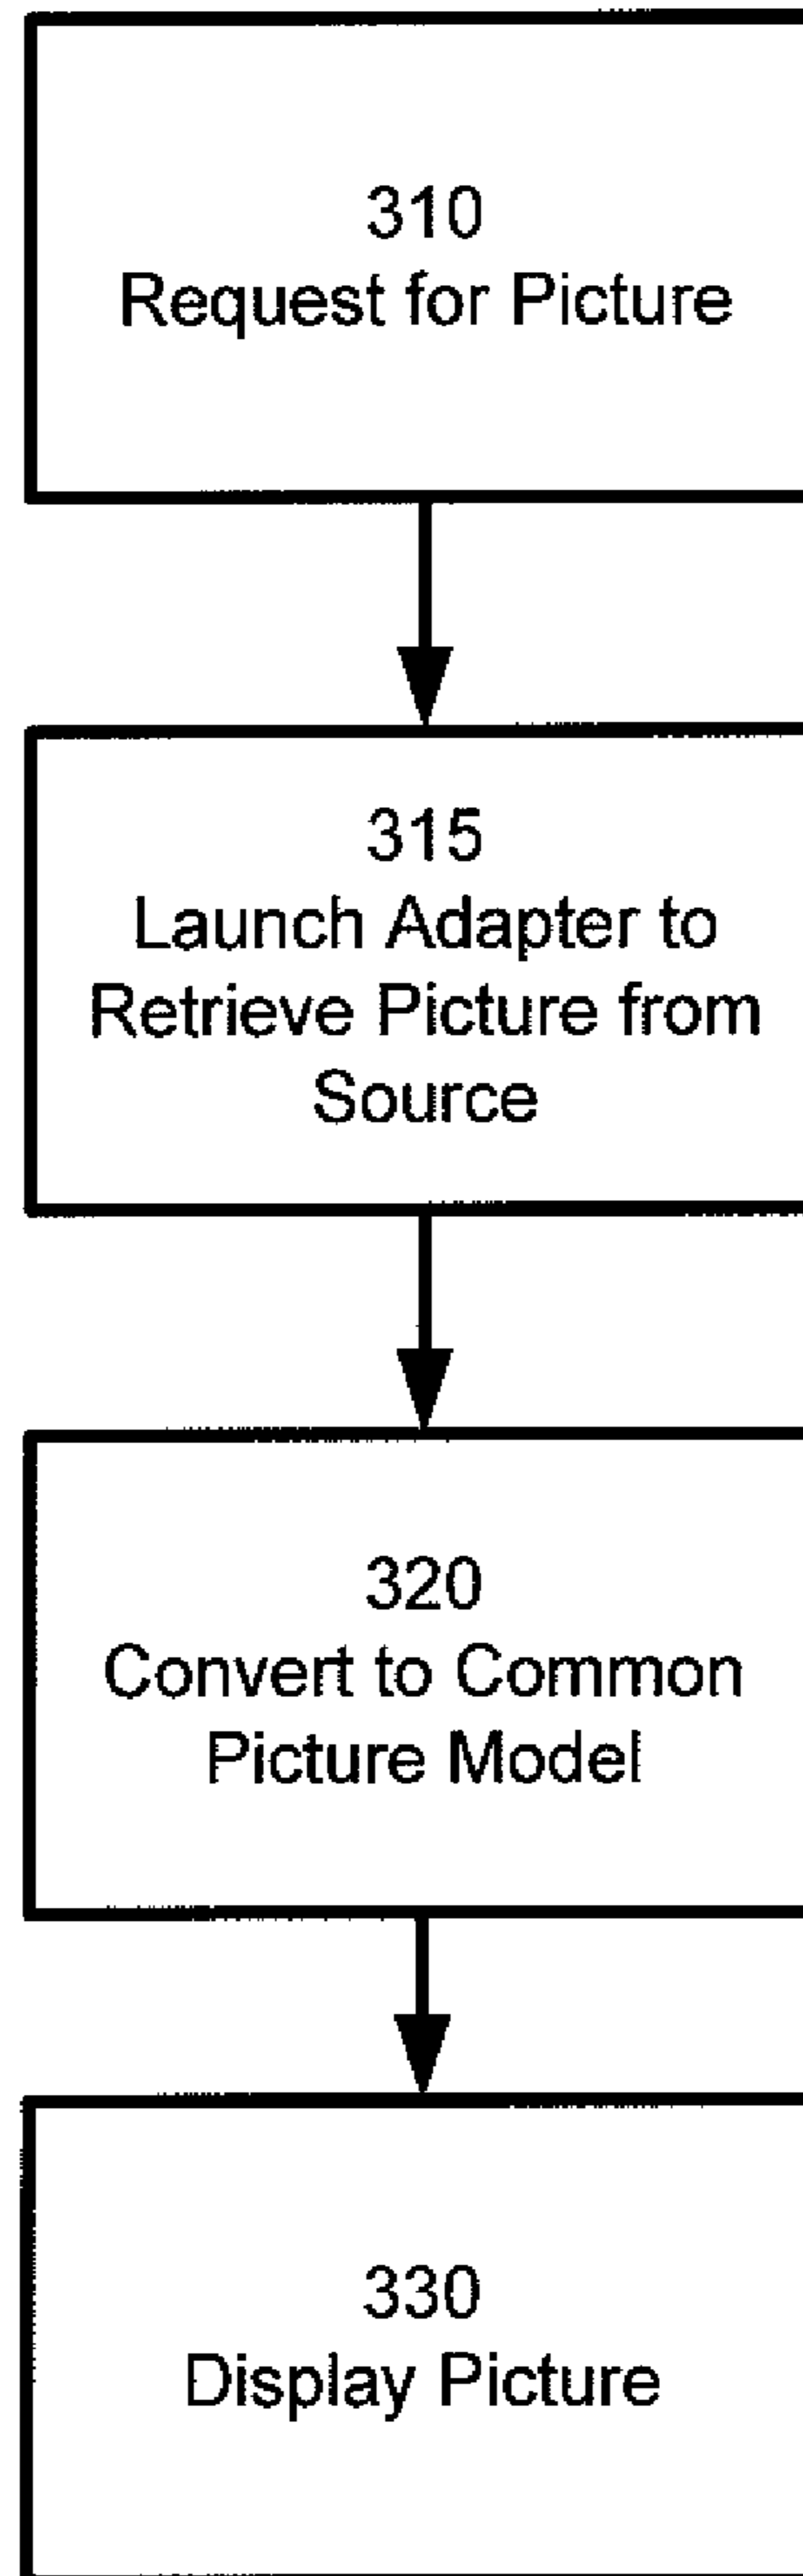 310
Request for Picture
315
Launch Adapter to
Retrieve Picture from
Source
320
Convert to Common
Picture Model
330
Display Picture